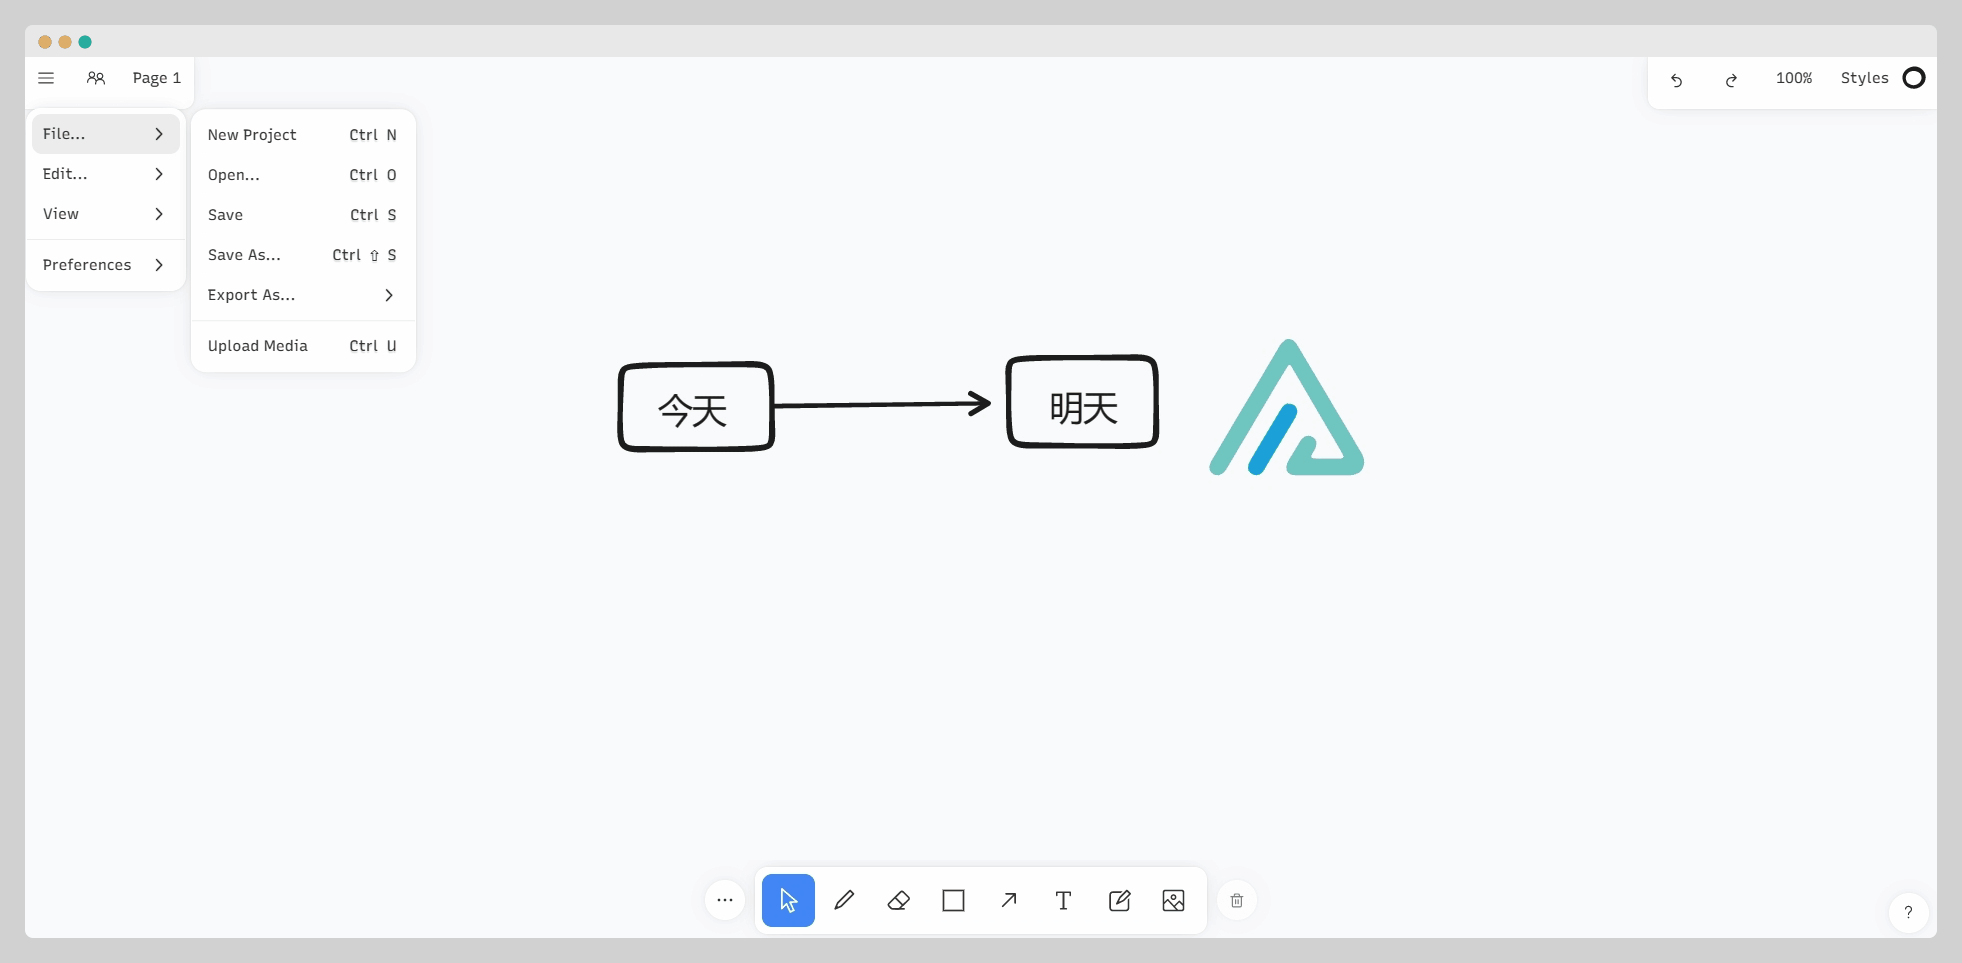 Page 1
100%
Styles
File...
Edit...
View
Preferences
New Project Ctrl N
Open... Ctrl O
Save Ctrl S
Save As... Ctrl ⇧ S
Export As...
Upload Media Ctrl U
今天
明天
T
?